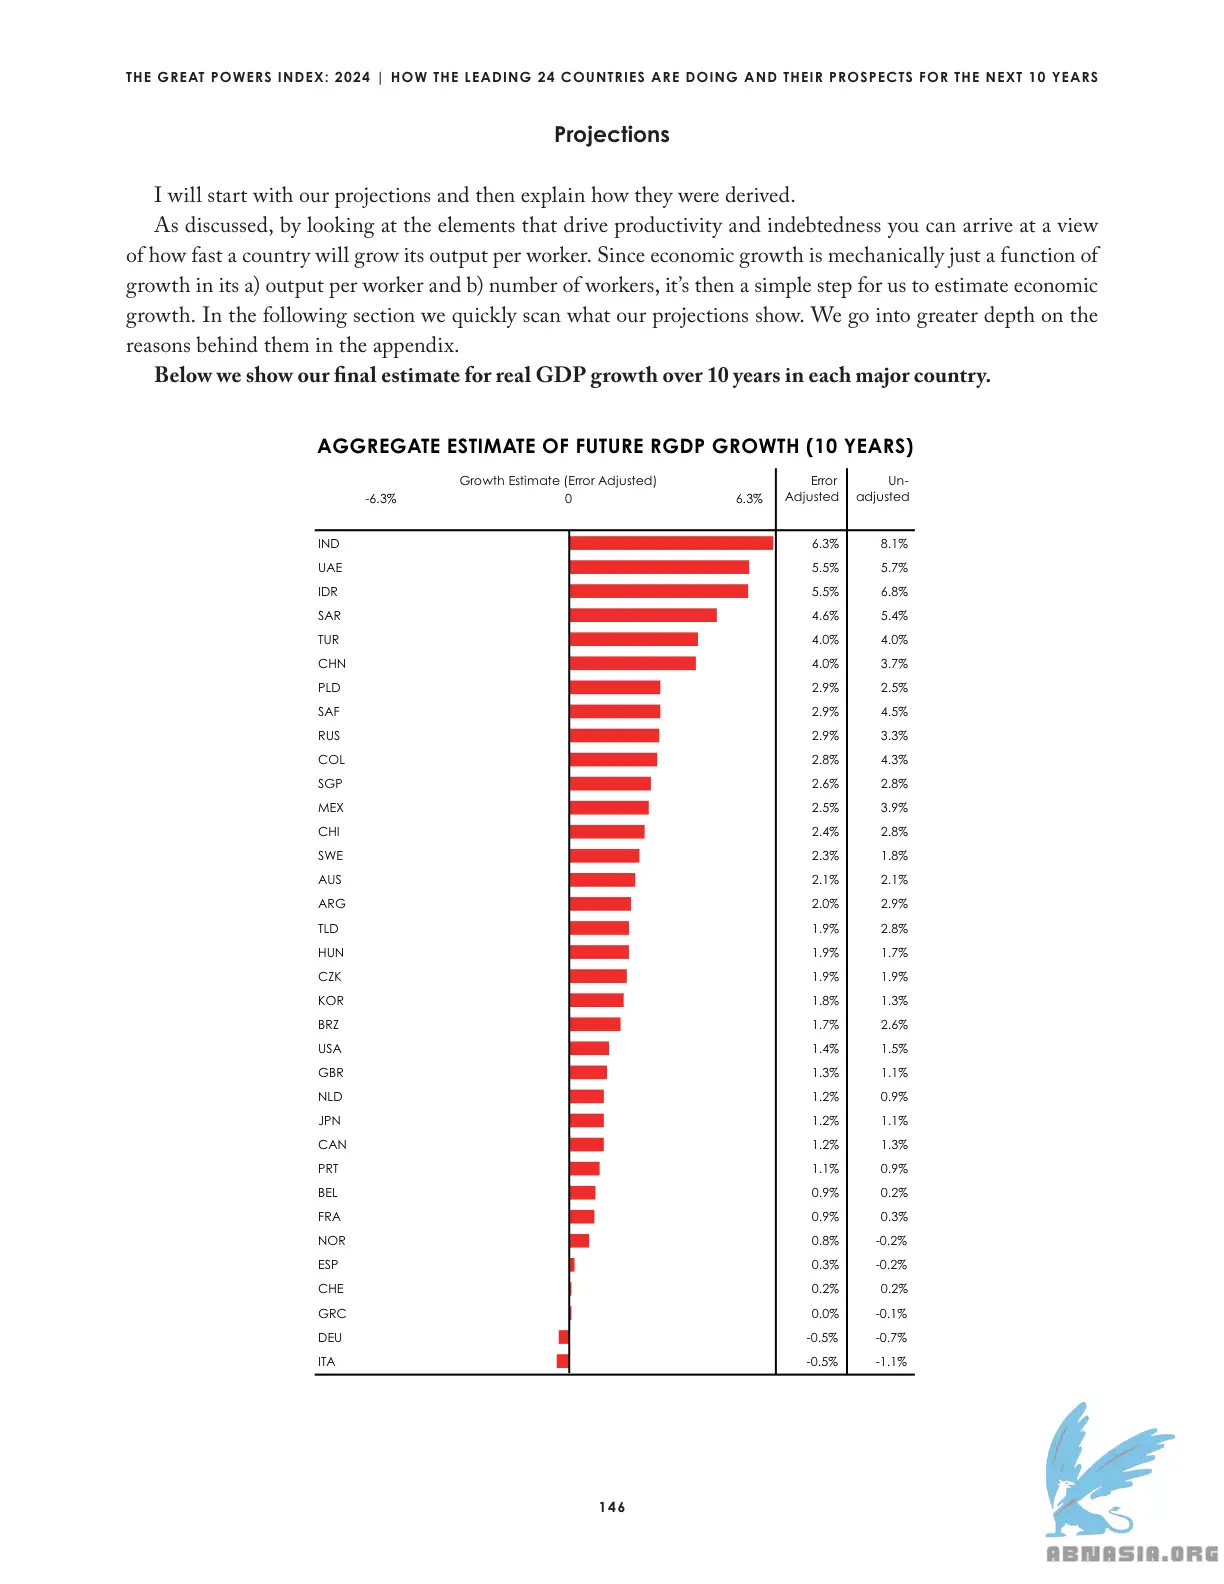 THE GREAT POWERS INDEX: 2024 | HOW THE LEADING 24 COUNTRIES ARE DOING AND THEIR PROSPECTS FOR THE NEXT 10 YEARS
Projections
I will start with our projections and then explain how they were derived.
As discussed, by looking at the elements that drive productivity and indebtedness you can arrive at a view
of how fast a country will grow its output per worker. Since economic growth is mechanically just a function of
growth in its a) output per worker and b) number of workers, it’s then a simple step for us to estimate economic
growth. In the following section we quickly scan what our projections show. We go into greater depth on the
reasons behind them in the appendix.
Below we show our final estimate for real GDP growth over 10 years in each major country.
AGGREGATE ESTIMATE OF FUTURE RGDP GROWTH (10 YEARS)
Growth Estimate (Error Adjusted) Error Un-
-6.3% 0 6.3% Adjusted adjusted
IND 6.3% 8.1%
UAE 5.5% 5.7%
IDR 5.5% 6.8%
SAR 4.6% 5.4%
TUR 4.0% 4.0%
CHN 4.0% 3.7%
PLD 2.9% 2.5%
SAF 2.9% 4.5%
RUS 2.9% 3.3%
COL 2.8% 4.3%
SGP 2.6% 2.8%
MEX 2.5% 3.9%
CHI 2.4% 2.8%
SWE 2.3% 1.8%
AUS 2.1% 2.1%
ARG 2.0% 2.9%
TLD 1.9% 2.8%
HUN 1.9% 1.7%
CZK 1.9% 1.9%
KOR 1.8% 1.3%
BRZ 1.7% 2.6%
USA 1.4% 1.5%
GBR 1.3% 1.1%
NLD 1.2% 0.9%
JPN 1.2% 1.1%
CAN 1.2% 1.3%
PRT 1.1% 0.9%
BEL 0.9% 0.2%
FRA 0.9% 0.3%
NOR 0.8% -0.2%
ESP 0.3% -0.2%
CHE 0.2% 0.2%
GRC 0.0% -0.1%
DEU -0.5% -0.7%
ITA -0.5% -1.1%
146
ABNASIA.ORG